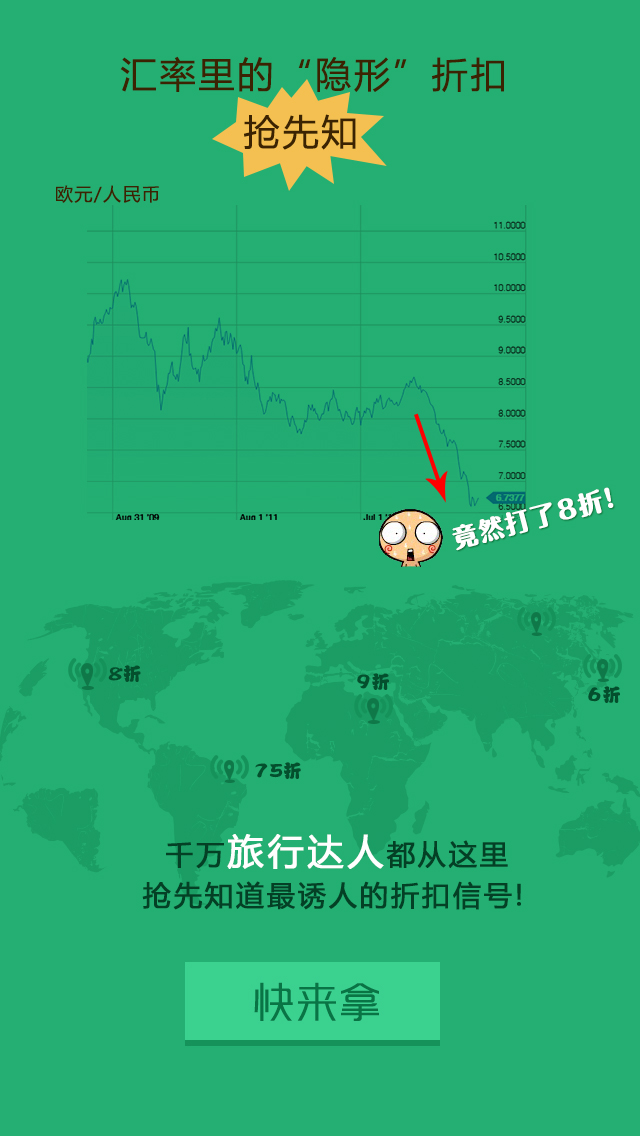 汇率里的“隐形”折扣
抢先知
欧元/人民币
11.0000
10.5000
10.0000
9.5000
9.0000
8.5000
8.0000
7.5000
7.0000
6.7377
6.5000
Aug 31 '09
Aug 1 '11
Jul 1 '
竟然打了8折!
8折
9折
6折
75折
千万旅行达人都从这里
抢先知道最诱人的折扣信号!
快来拿